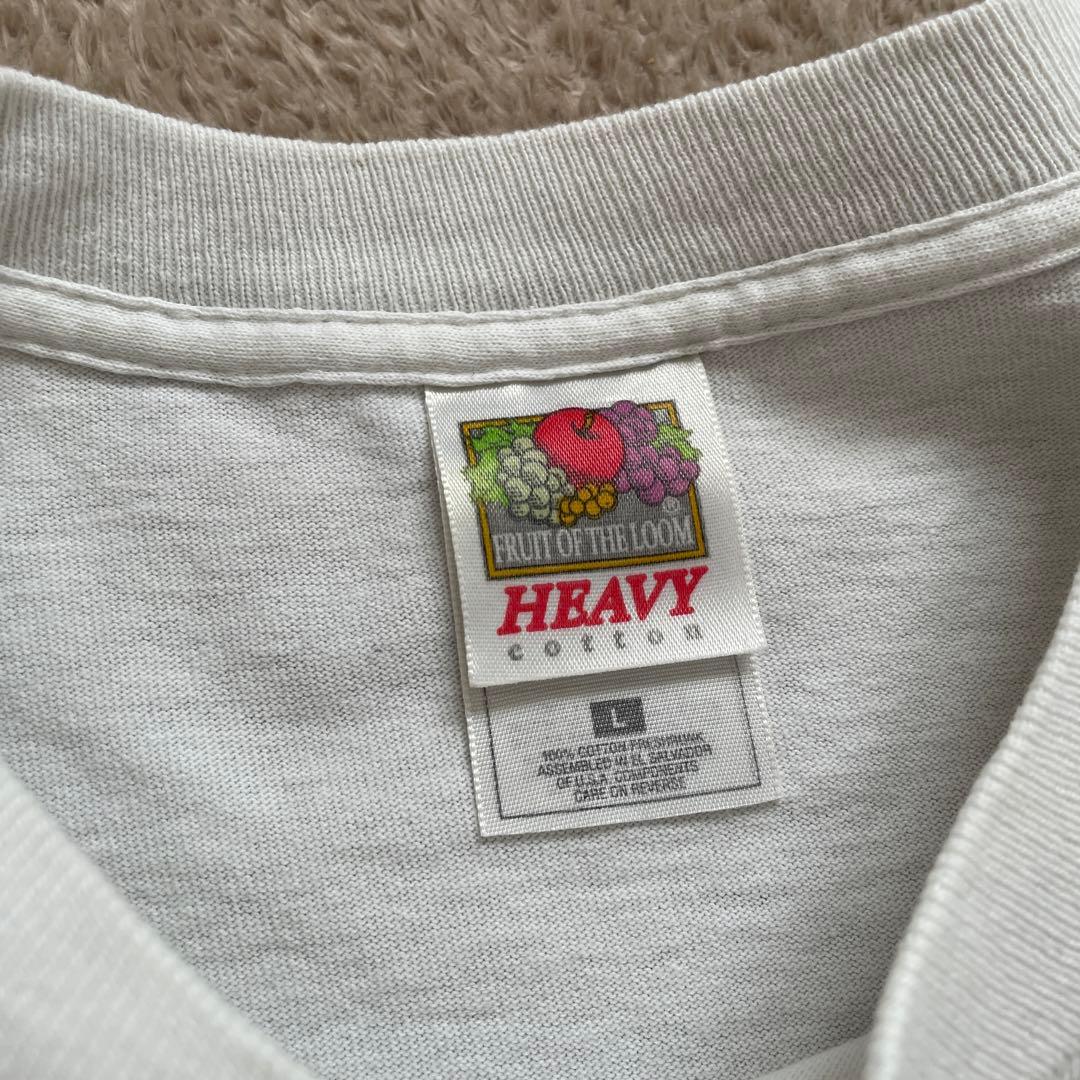 ®
FRUIT OF THE LOOM
HEAVY
cotton
L
100% COTTON PRESHRUNK
ASSEMBLED IN EL SALVADOR
OF U.S.A. COMPONENTS
CARE ON REVERSE